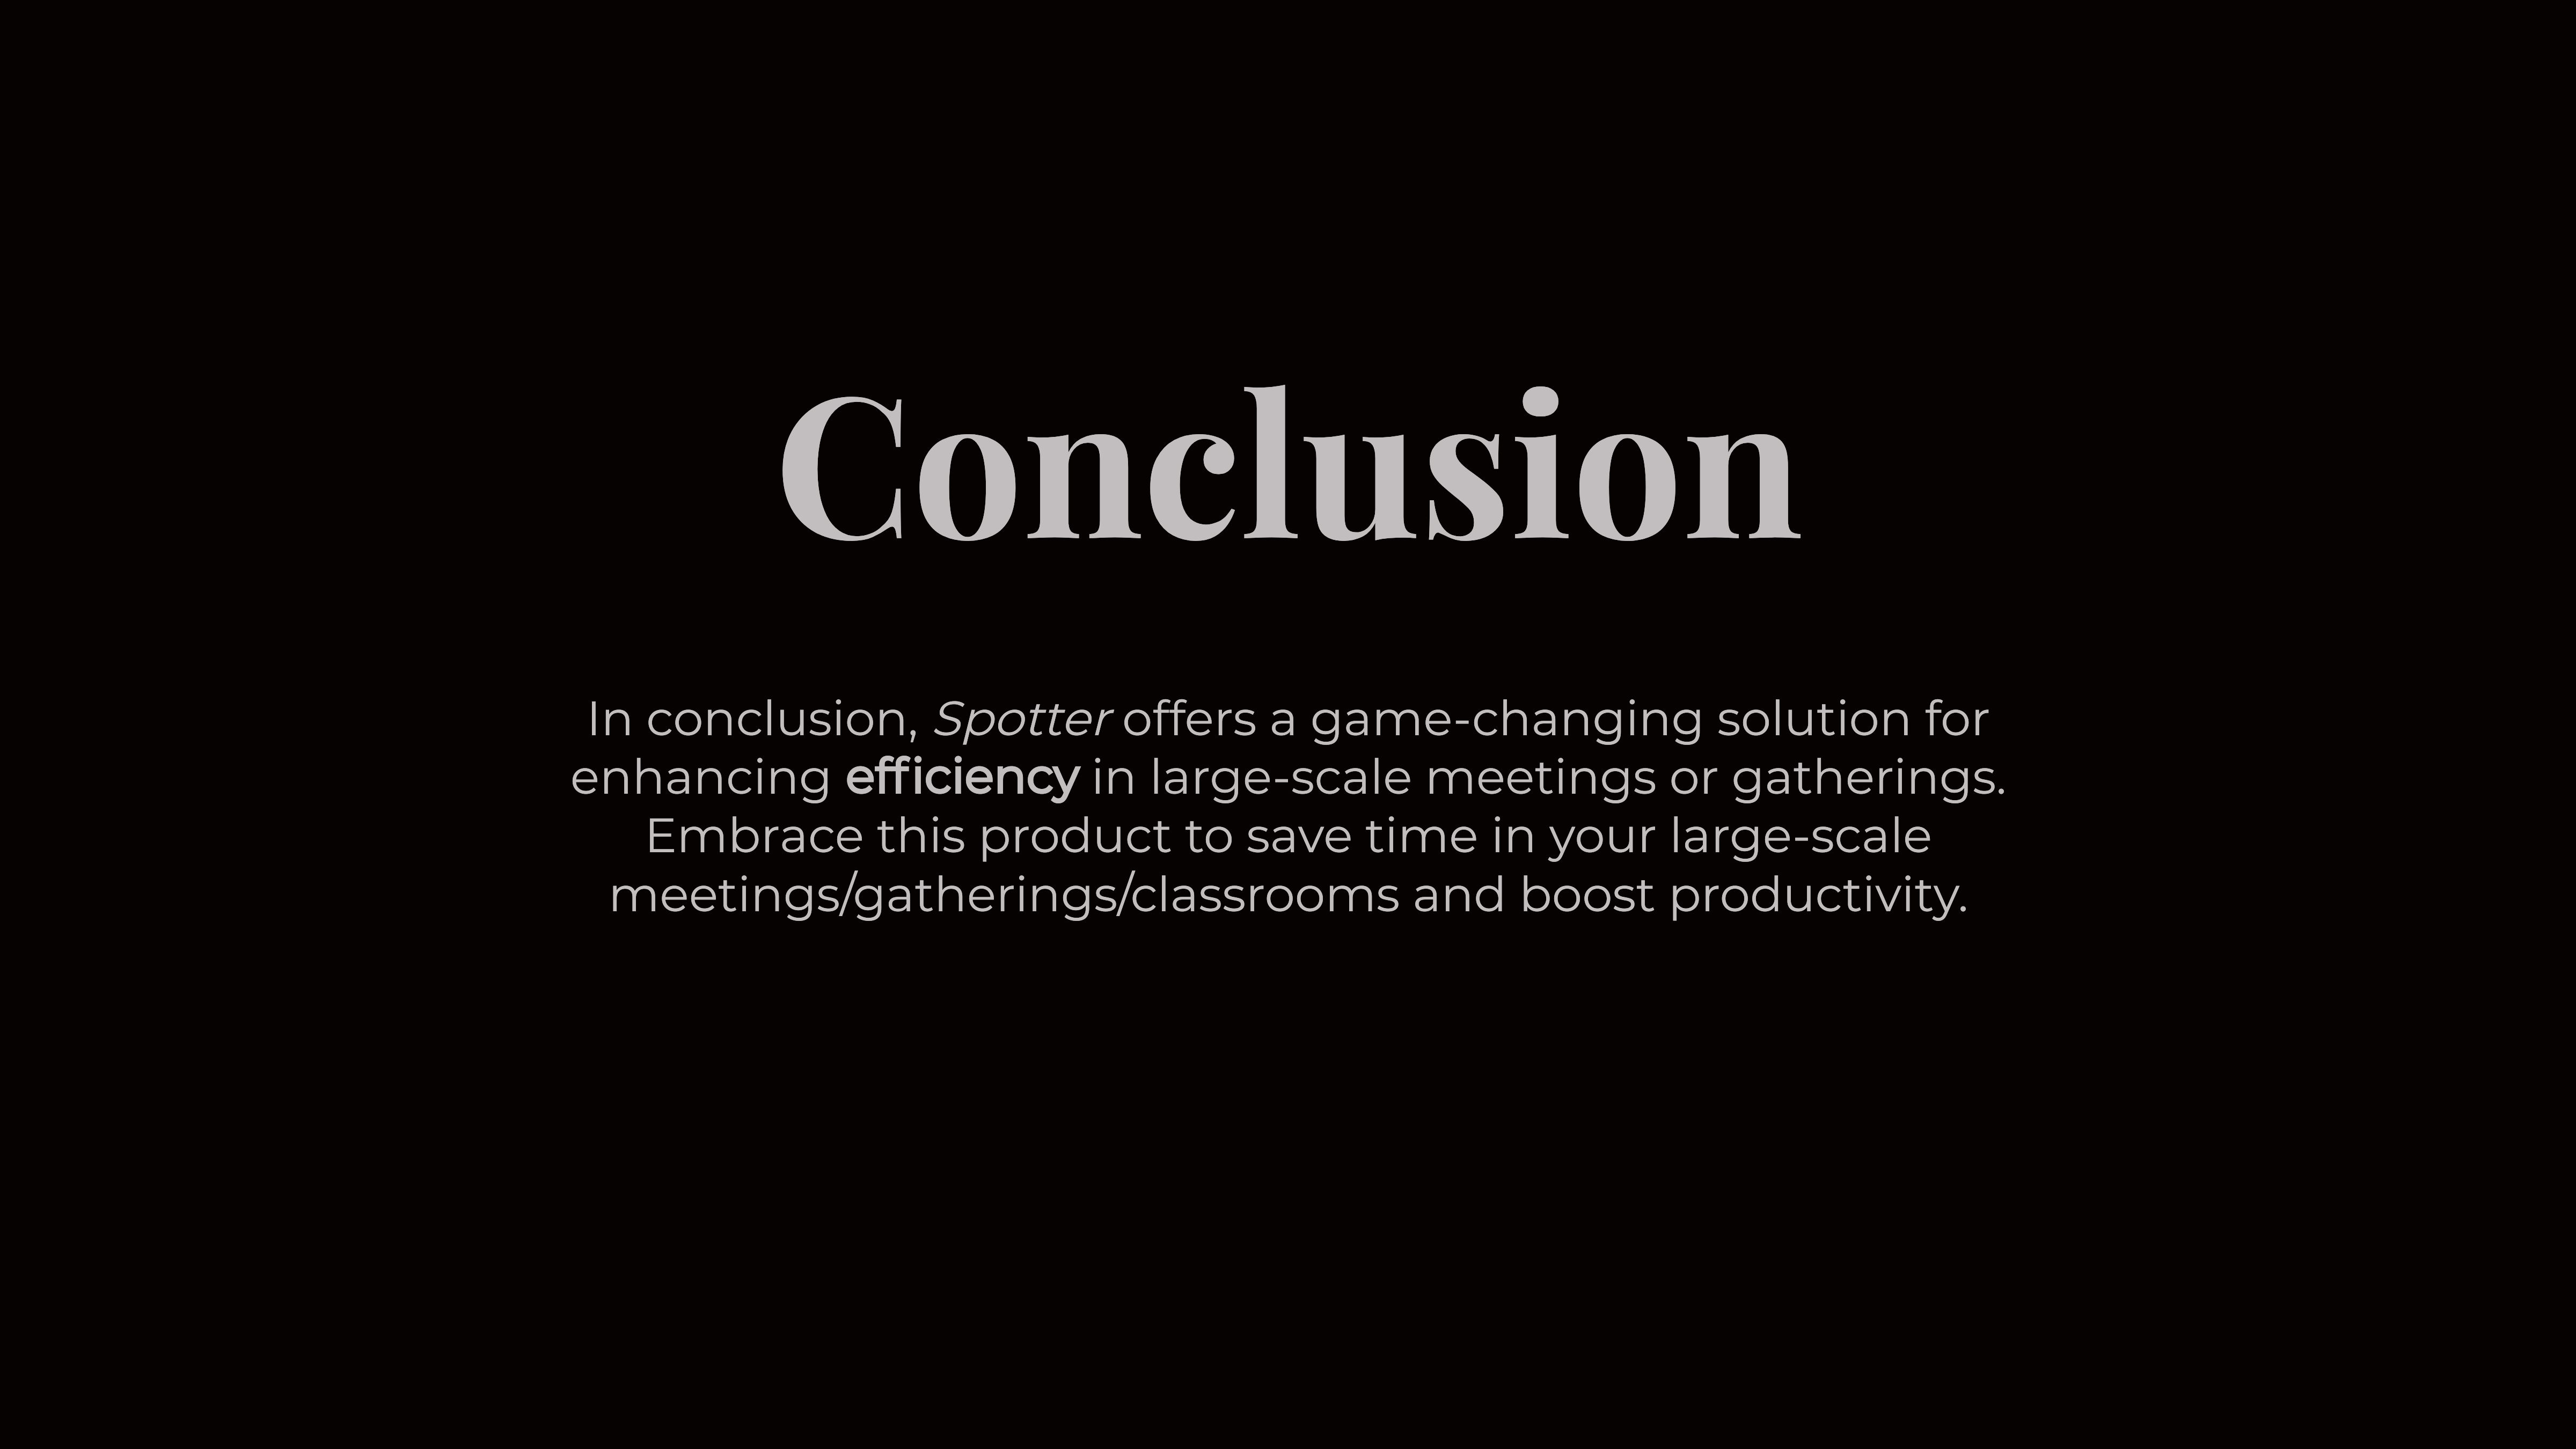 Conclusion
In conclusion, Spotter offers a game-changing solution for
enhancing efficiency in large-scale meetings or gatherings.
Embrace this product to save time in your large-scale
meetings/gatherings/classrooms and boost productivity.